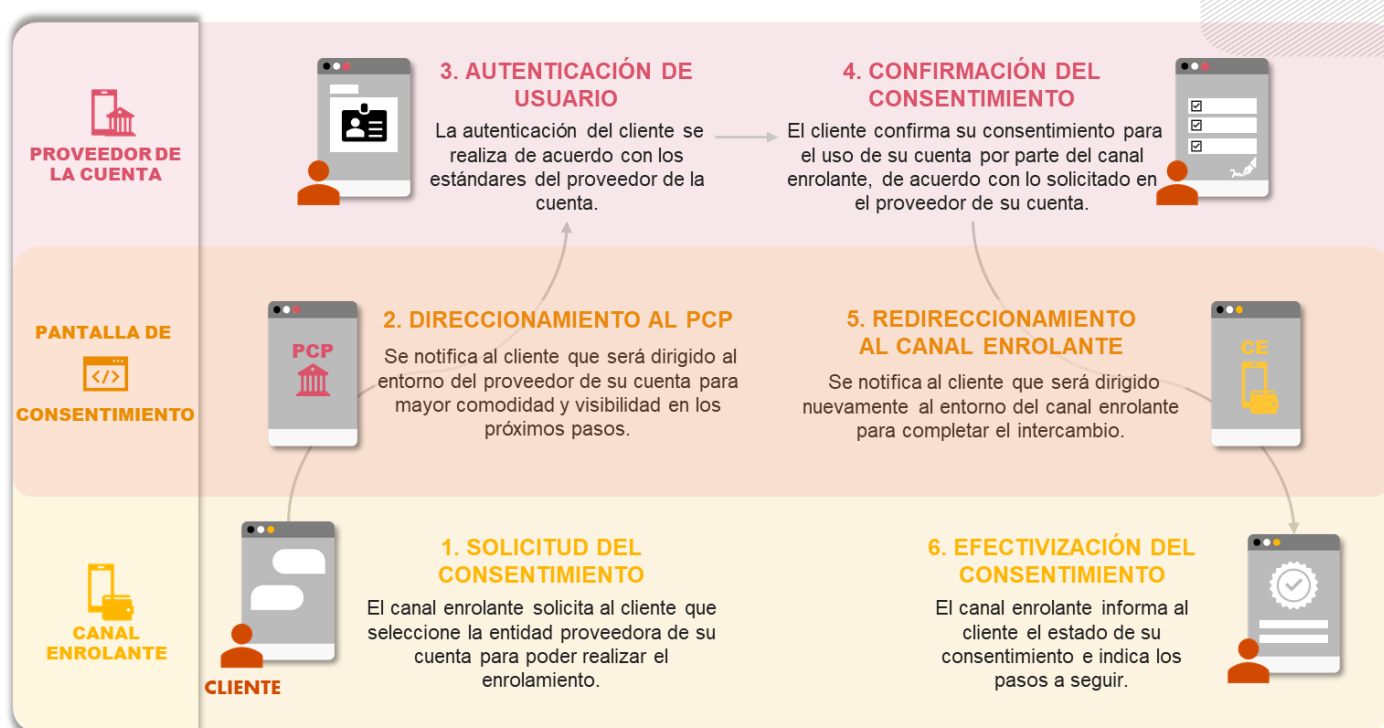 PROVEEDOR DE
LA CUENTA
3. AUTENTICACIÓN DE
USUARIO
La autenticación del cliente se
realiza de acuerdo con los
estándares del proveedor de la
cuenta.
4. CONFIRMACIÓN DEL
CONSENTIMIENTO
El cliente confirma su consentimiento para
el uso de su cuenta por parte del canal
enrolante, de acuerdo con lo solicitado en
el proveedor de su cuenta.
PANTALLA DE
</>
CONSENTIMIENTO
PCP
2. DIRECCIONAMIENTO AL PCP
Se notifica al cliente que será dirigido al
entorno del proveedor de su cuenta para
mayor comodidad y visibilidad en los
próximos pasos.
5. REDIRECCIONAMIENTO
AL CANAL ENROLANTE
Se notifica al cliente que será dirigido
nuevamente al entorno del canal enrolante
para completar el intercambio.
CE
CANAL
ENROLANTE
CLIENTE
1. SOLICITUD DEL
CONSENTIMIENTO
El canal enrolante solicita al cliente que
seleccione la entidad proveedora de su
cuenta para poder realizar el
enrolamiento.
6. EFECTIVIZACIÓN DEL
CONSENTIMIENTO
El canal enrolante informa al
cliente el estado de su
consentimiento e indica los
pasos a seguir.